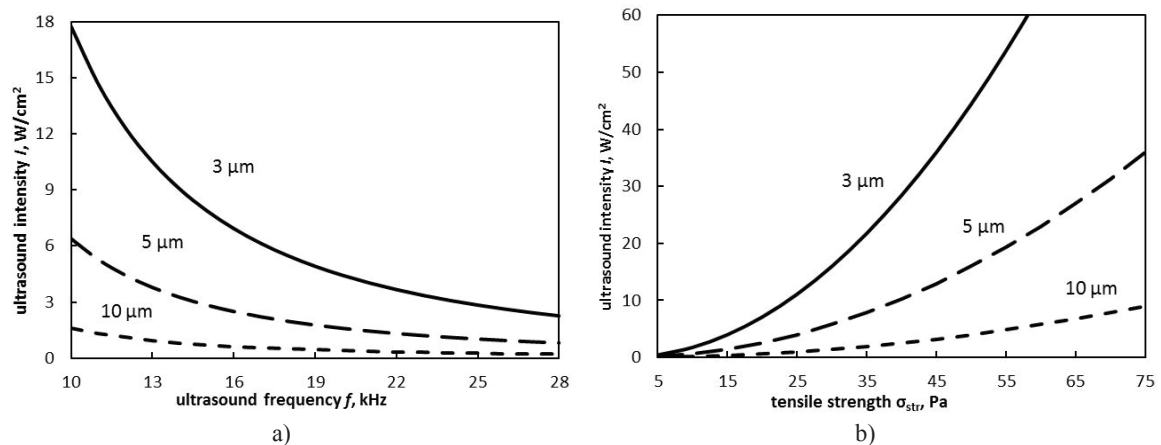 18
15
12
9
6
3
0
ultrasound intensity I, W/cm²
3 μm
5 μm
10 μm
10 13 16 19 22 25 28
ultrasound frequency f, kHz
a)
60
50
40
30
20
10
0
ultrasound intensity I, W/cm²
3 μm
5 μm
10 μm
5 15 25 35 45 55 65 75
tensile strength σstr, Pa
b)